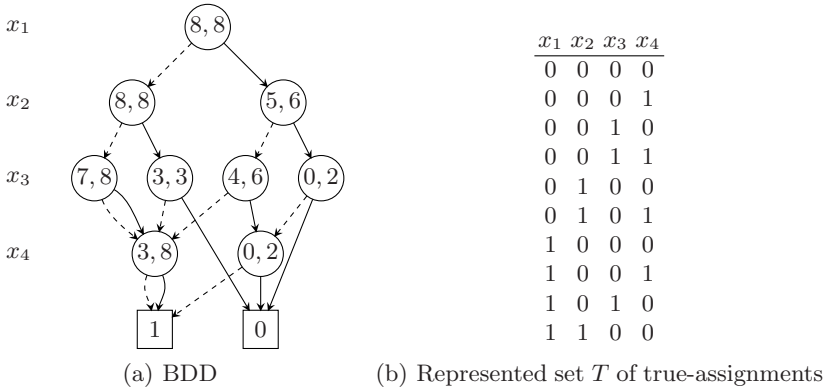 x1
8, 8
x2
8, 8 5, 6
x3
7, 8 3, 3 4, 6 0, 2
x4
3, 8 0, 2
1 0
(a) BDD
x1 x2 x3 x4
0 0 0 0
0 0 0 1
0 0 1 0
0 0 1 1
0 1 0 0
0 1 0 1
1 0 0 0
1 0 0 1
1 0 1 0
1 1 0 0
(b) Represented set T of true-assignments